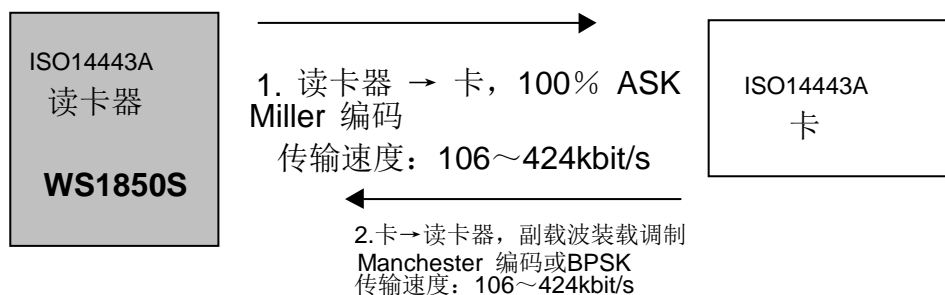 ISO14443A
读卡器
WS1850S
1. 读卡器 → 卡，100％ ASK
Miller 编码
传输速度：106～424kbit/s
2.卡→读卡器，副载波装载调制
Manchester 编码或BPSK
传输速度：106～424kbit/s
ISO14443A
卡